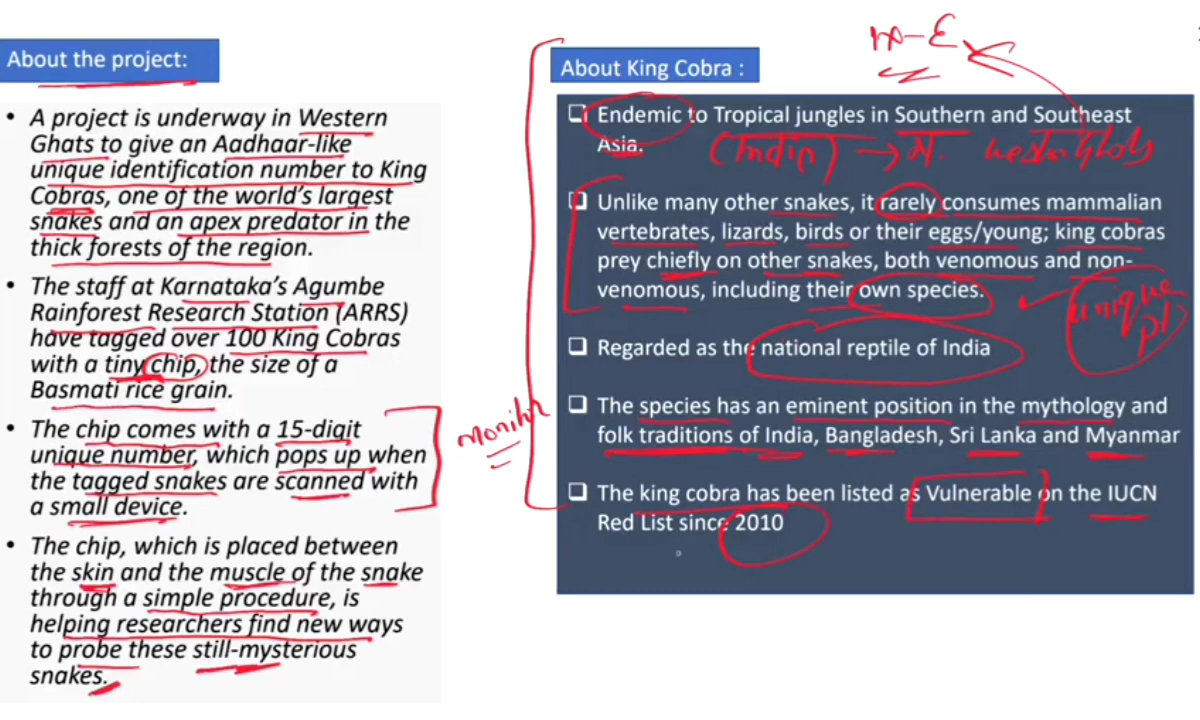 About the project:
• A project is underway in Western
Ghats to give an Aadhaar-like
unique identification number to King
Cobras, one of the world's largest
snakes and an apex predator in the
thick forests of the region.
• The staff at Karnataka's Agumbe
Rainforest Research Station (ARRS)
have tagged over 100 King Cobras
with a tiny chip, the size of a
Basmati rice grain.
• The chip comes with a 15-digit
unique number, which pops up when
the tagged snakes are scanned with
a small device.
• The chip, which is placed between
the skin and the muscle of the snake
through a simple procedure, is
helping researchers find new ways
to probe these still-mysterious
snakes.
monitor
About King Cobra :
N-E
❑ Endemic to Tropical jungles in Southern and Southeast
Asia.
(India) →
❑ Unlike many other snakes, it rarely consumes mammalian
vertebrates, lizards, birds or their eggs/young; king cobras
prey chiefly on other snakes, both venomous and non-
venomous, including their own species.
unique
pt
❑ Regarded as the national reptile of India
❑ The species has an eminent position in the mythology and
folk traditions of India, Bangladesh, Sri Lanka and Myanmar
❑ The king cobra has been listed as Vulnerable on the IUCN
Red List since 2010